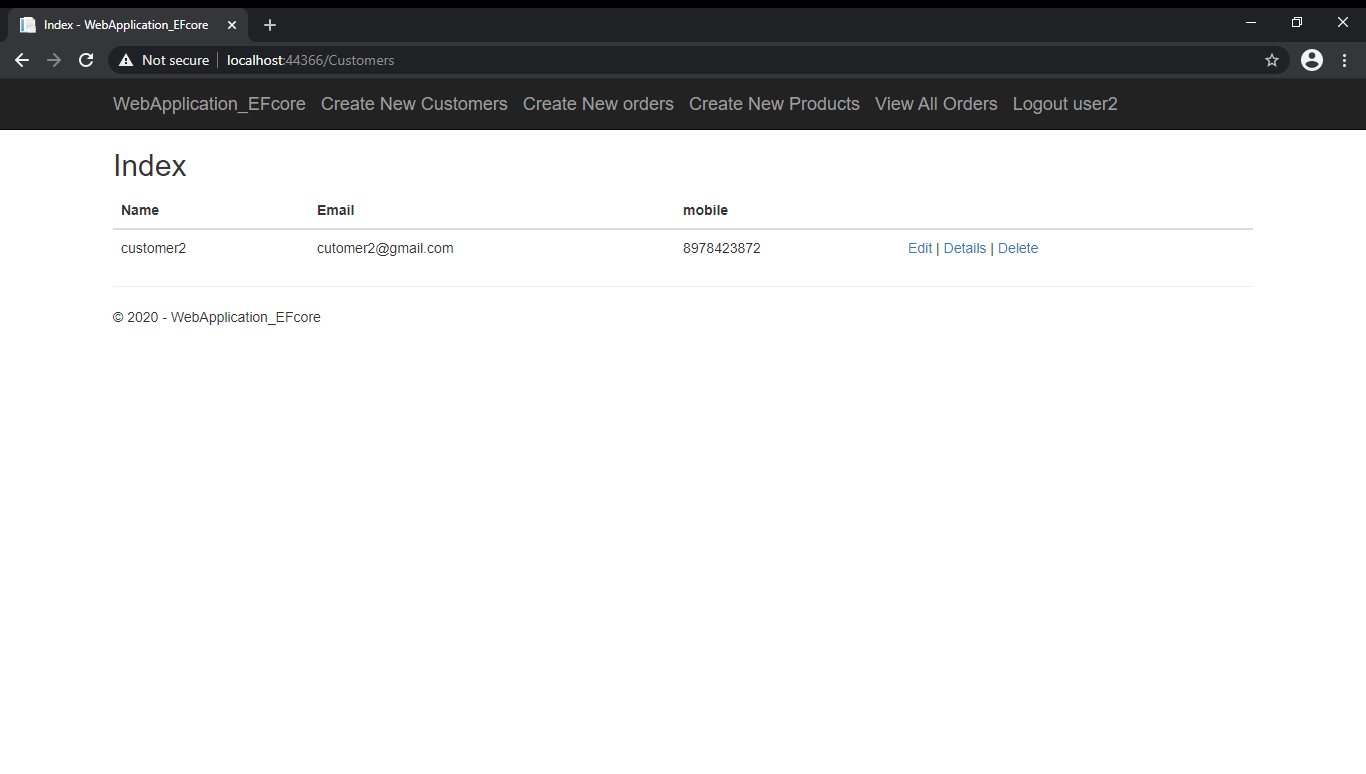 Index - WebApplication_EFcore
Not secure localhost:44366/Customers
WebApplication_EFcore Create New Customers Create New orders Create New Products View All Orders Logout user2
Index
Name Email mobile
customer2 cutomer2@gmail.com 8978423872 Edit | Details | Delete
© 2020 - WebApplication_EFcore